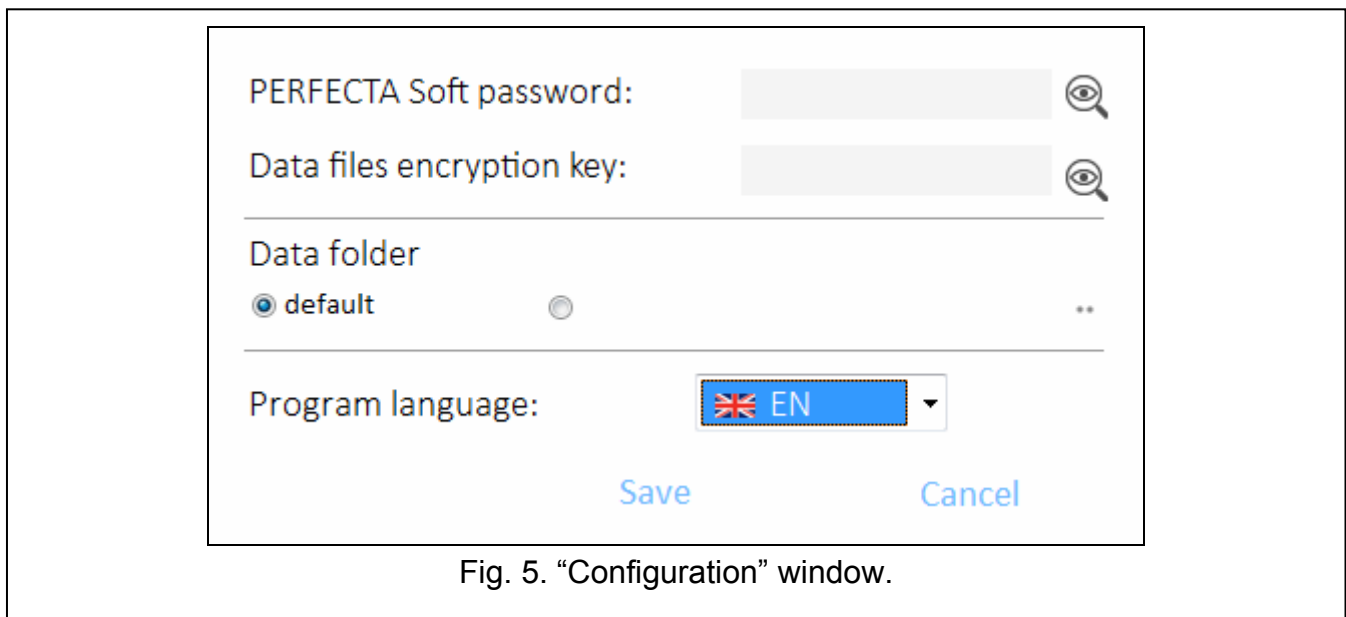 PERFECTA Soft password:
Data files encryption key:
Data folder
default
..
Program language: EN
Save Cancel
Fig. 5. “Configuration” window.